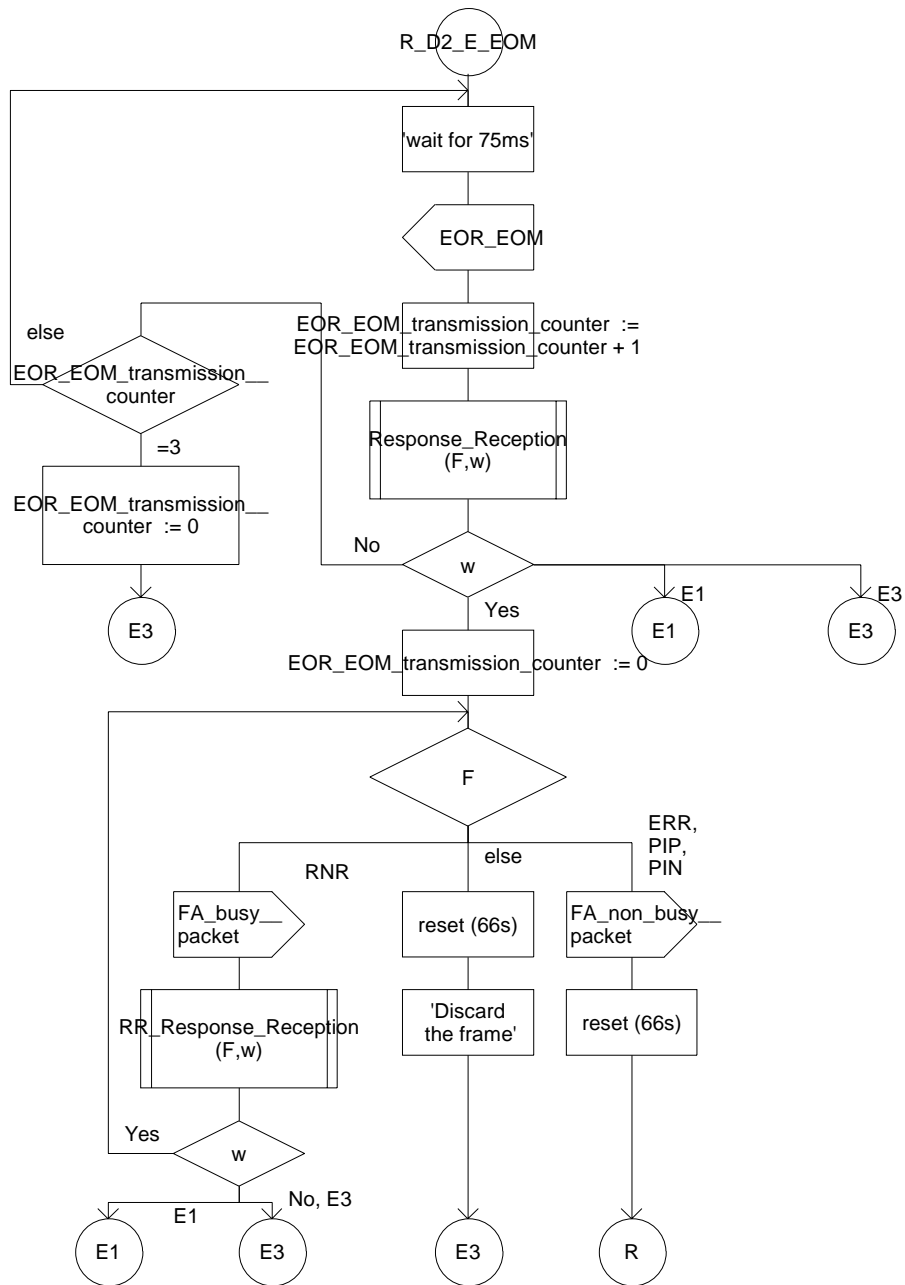 R_D2_E_EOM
'wait for 75ms'
EOR_EOM
EOR_EOM_transmission_counter :=
EOR_EOM_transmission_counter + 1
else
EOR_EOM_transmission__
counter
Response_Reception
(F,w)
=3
EOR_EOM_transmission__
counter := 0
No
w
E1
E3
Yes
E3
E1
E3
EOR_EOM_transmission_counter := 0
F
ERR,
PIP,
PIN
else
RNR
FA_busy__
packet
reset (66s)
FA_non_busy__
packet
RR_Response_Reception
(F,w)
'Discard
the frame'
reset (66s)
Yes
w
No, E3
E1
E1
E3
E3
R